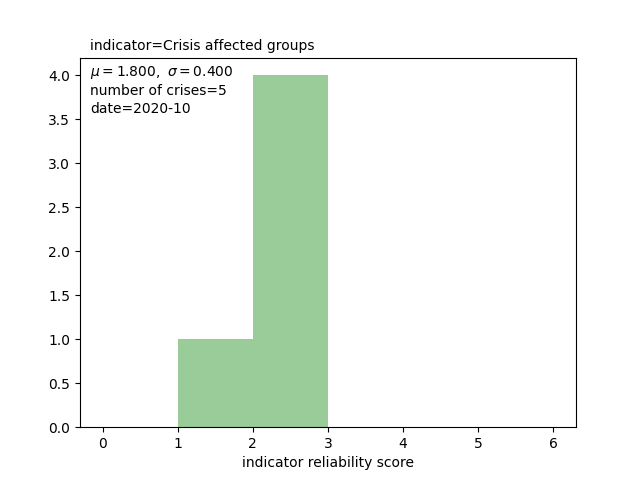 indicator=Crisis affected groups
μ = 1.800, σ = 0.400
number of crises=5
date=2020-10
4.0
3.5
3.0
2.5
2.0
1.5
1.0
0.5
0.0
0 1 2 3 4 5 6
indicator reliability score